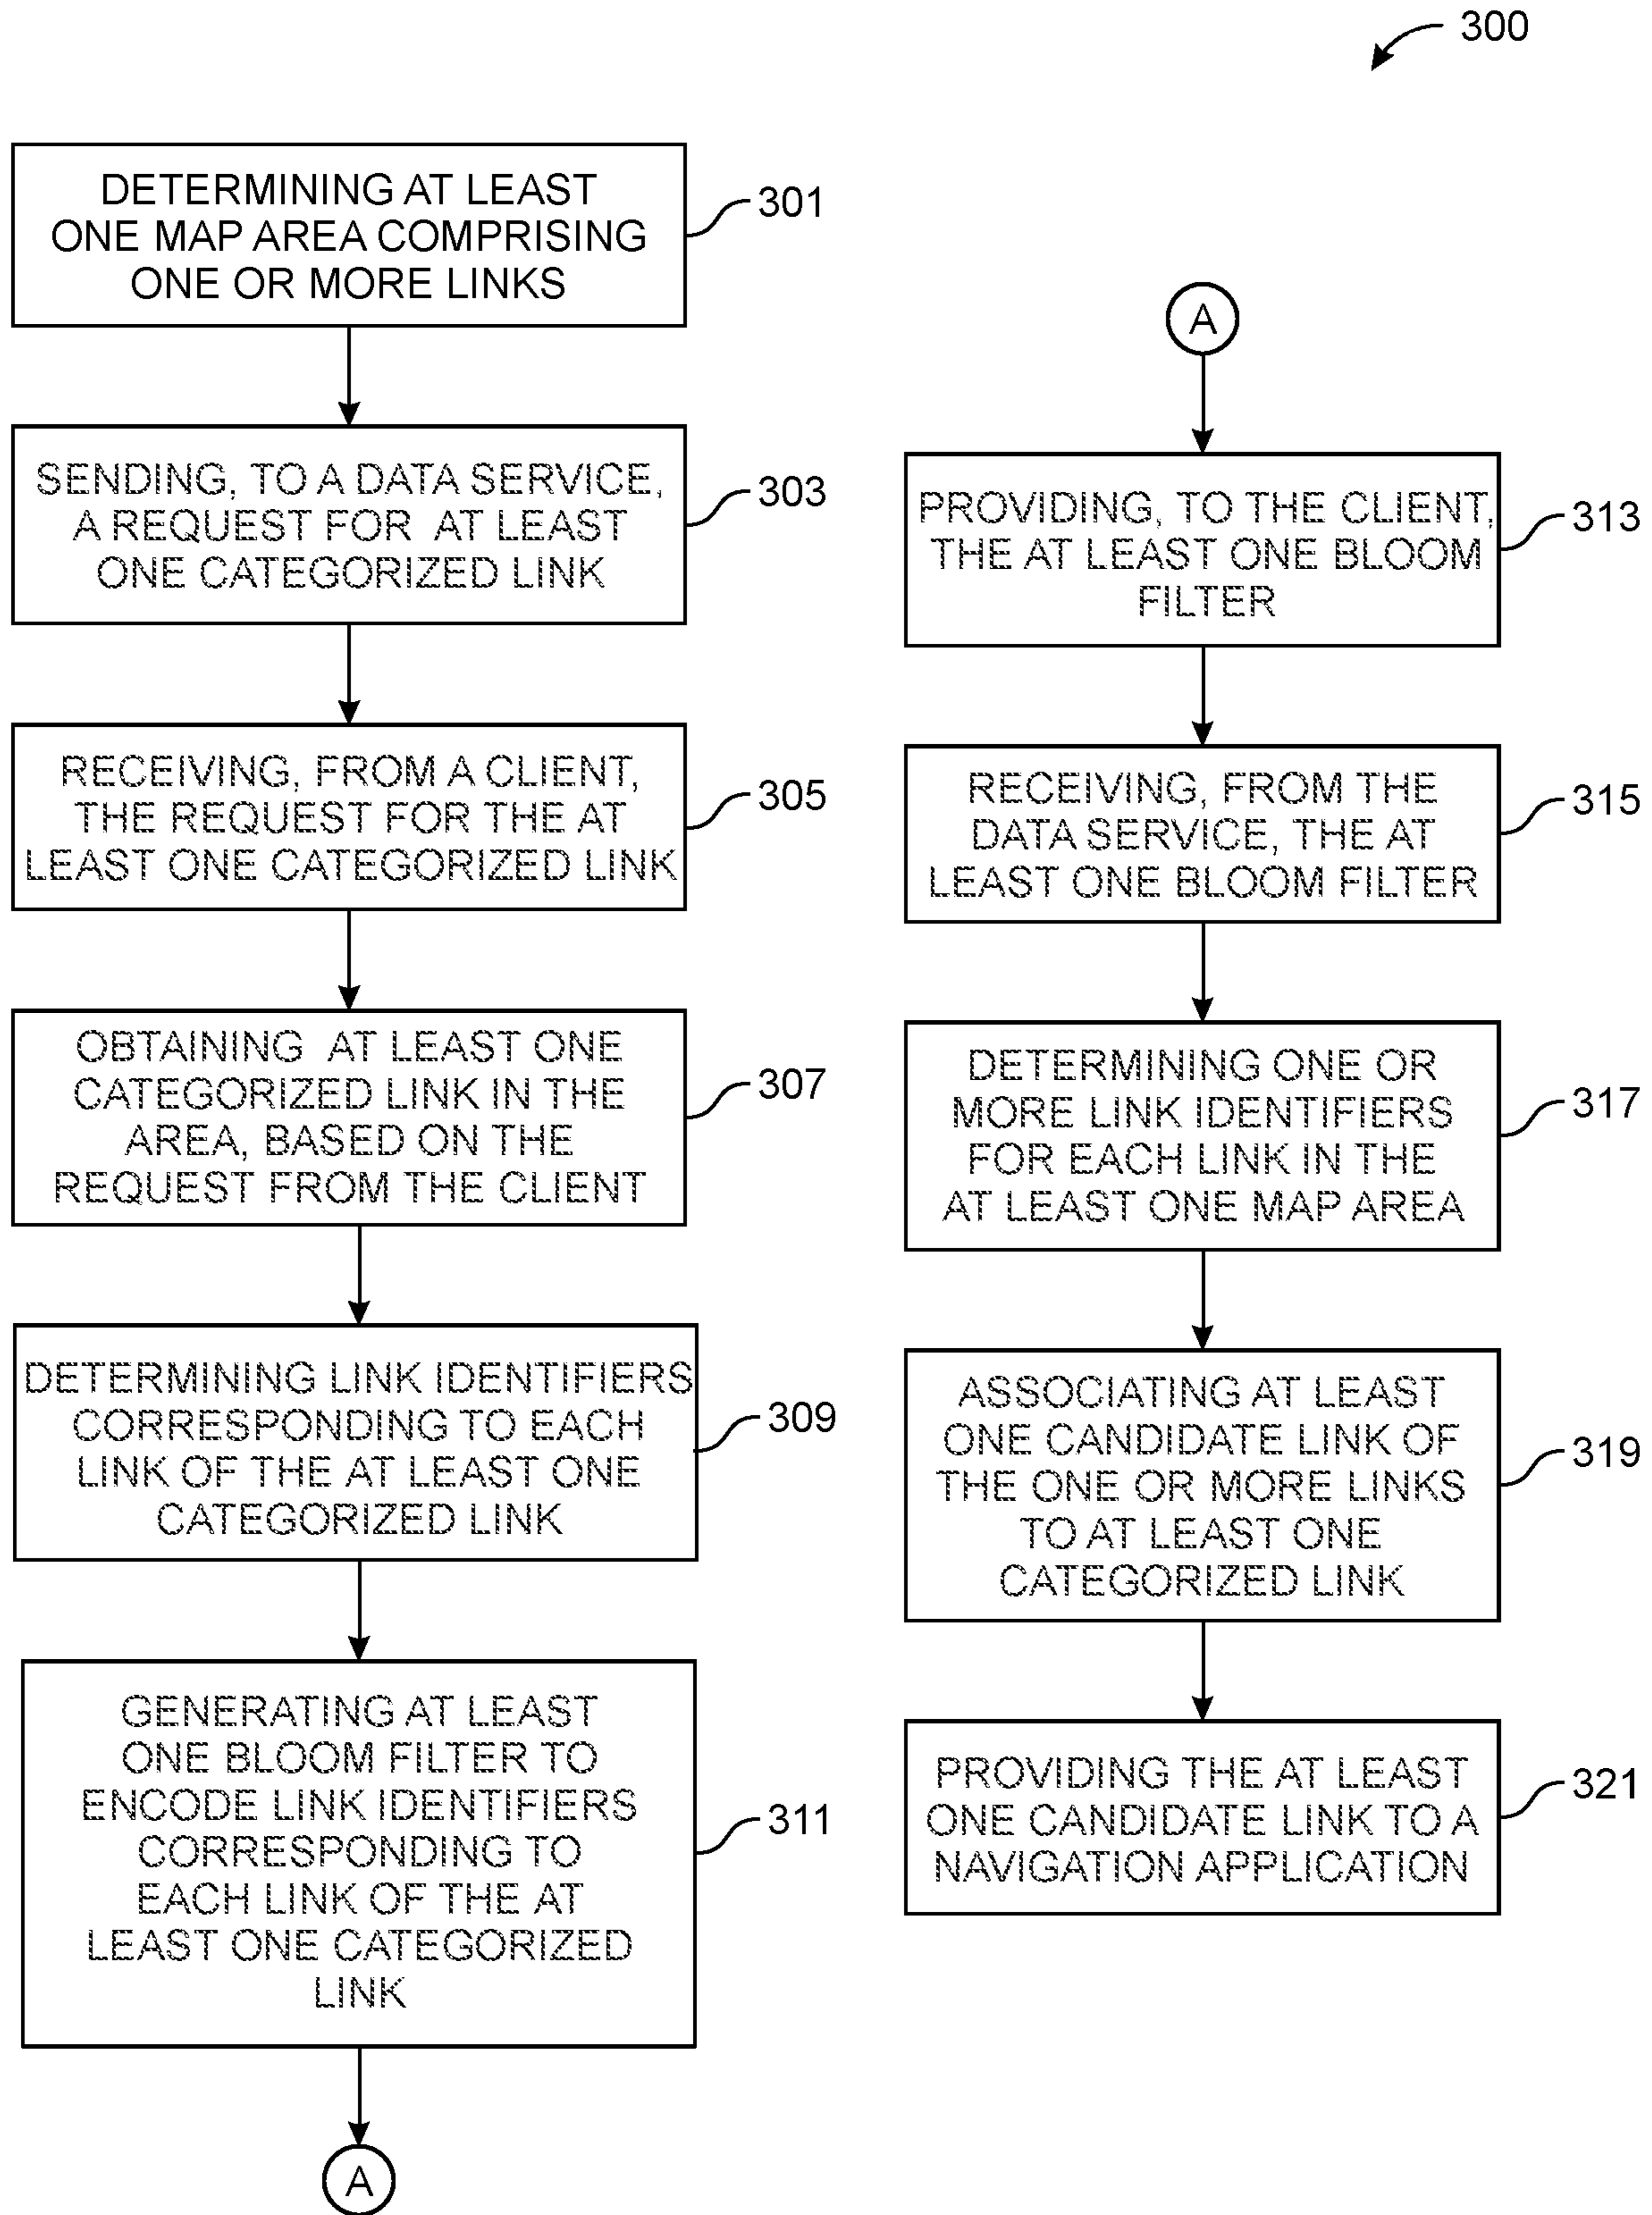 300
DETERMINING AT LEAST
ONE MAP AREA COMPRISING
ONE OR MORE LINKS
301
SENDING, TO A DATA SERVICE,
A REQUEST FOR AT LEAST
ONE CATEGORIZED LINK
303
RECEIVING, FROM A CLIENT,
THE REQUEST FOR THE AT
LEAST ONE CATEGORIZED LINK
305
OBTAINING AT LEAST ONE
CATEGORIZED LINK IN THE
AREA, BASED ON THE
REQUEST FROM THE CLIENT
307
DETERMINING LINK IDENTIFIERS
CORRESPONDING TO EACH
LINK OF THE AT LEAST ONE
CATEGORIZED LINK
309
GENERATING AT LEAST
ONE BLOOM FILTER TO
ENCODE LINK IDENTIFIERS
CORRESPONDING TO
EACH LINK OF THE AT
LEAST ONE CATEGORIZED
LINK
311
A
A
PROVIDING, TO THE CLIENT,
THE AT LEAST ONE BLOOM
FILTER
313
RECEIVING, FROM THE
DATA SERVICE, THE AT
LEAST ONE BLOOM FILTER
315
DETERMINING ONE OR
MORE LINK IDENTIFIERS
FOR EACH LINK IN THE
AT LEAST ONE MAP AREA
317
ASSOCIATING AT LEAST
ONE CANDIDATE LINK OF
THE ONE OR MORE LINKS
TO AT LEAST ONE
CATEGORIZED LINK
319
PROVIDING THE AT LEAST
ONE CANDIDATE LINK TO A
NAVIGATION APPLICATION
321